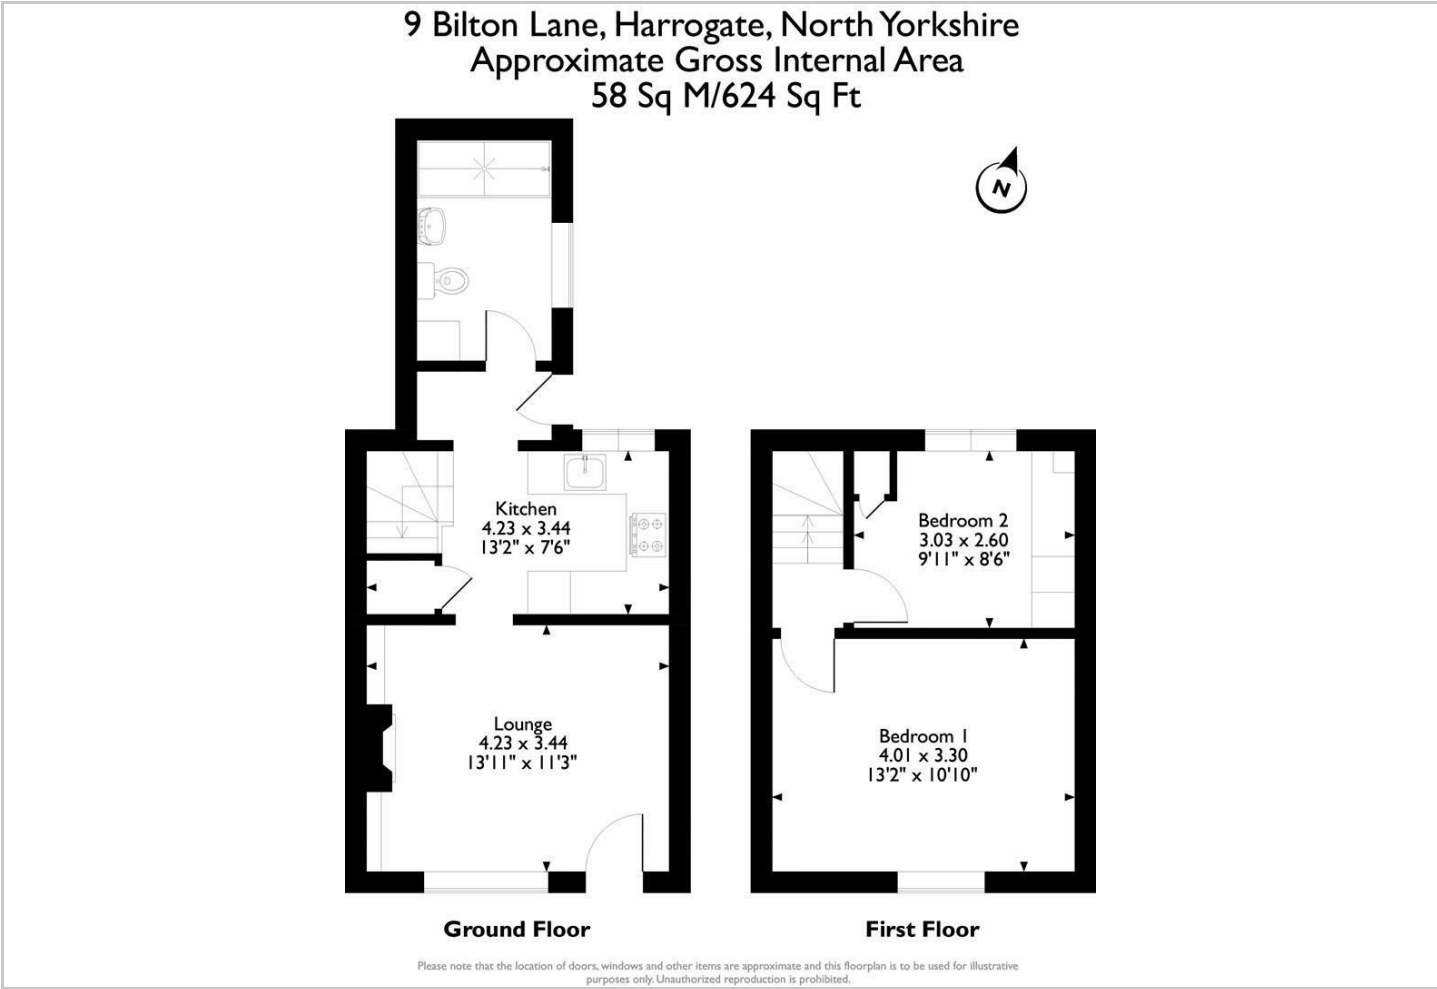 9 Bilton Lane, Harrogate, North Yorkshire
Approximate Gross Internal Area
58 Sq M/624 Sq Ft
N
Kitchen
4.23 x 3.44
13'2" x 7'6"
Lounge
4.23 x 3.44
13'11" x 11'3"
Ground Floor
Bedroom 2
3.03 x 2.60
9'11" x 8'6"
Bedroom 1
4.01 x 3.30
13'2" x 10'10"
First Floor
Please note that the location of doors, windows and other items are approximate and this floorplan is to be used for illustrative
purposes only. Unauthorized reproduction is prohibited.